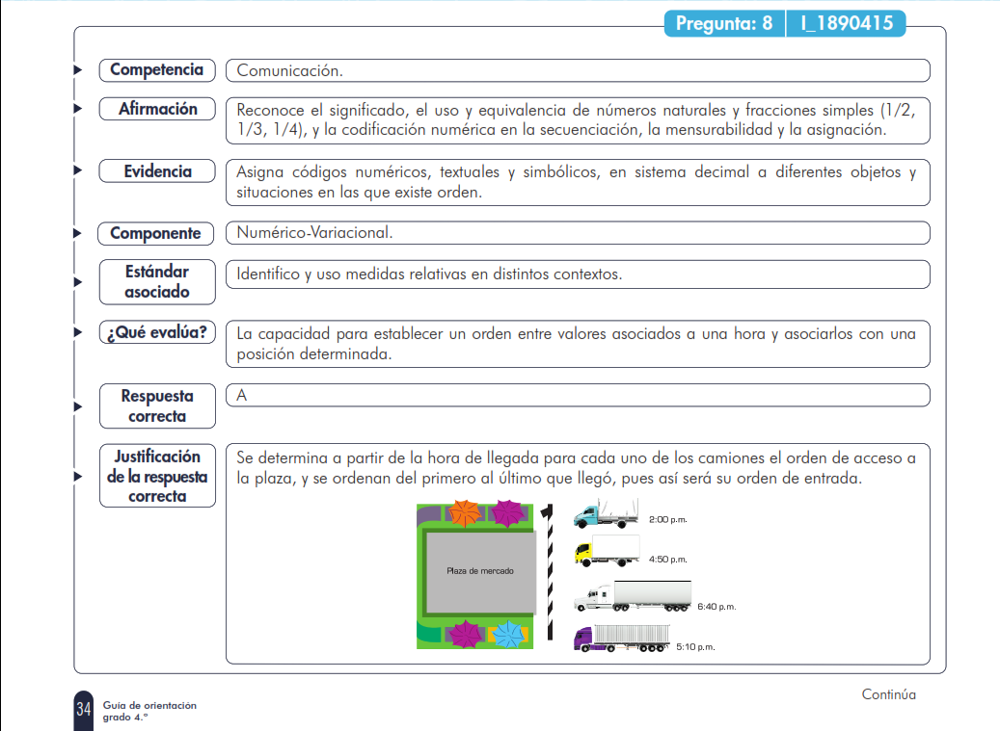 Pregunta: 8 I_1890415
Competencia
Comunicación.
Afirmación
Reconoce el significado, el uso y equivalencia de números naturales y fracciones simples (1/2,
1/3, 1/4), y la codificación numérica en la secuenciación, la mensurabilidad y la asignación.
Evidencia
Asigna códigos numéricos, textuales y simbólicos, en sistema decimal a diferentes objetos y
situaciones en las que existe orden.
Componente
Numérico-Variacional.
Estándar
asociado
Identifico y uso medidas relativas en distintos contextos.
¿Qué evalúa?
La capacidad para establecer un orden entre valores asociados a una hora y asociarlos con una
posición determinada.
Respuesta
correcta
A
Justificación
de la respuesta
correcta
Se determina a partir de la hora de llegada para cada uno de los camiones el orden de acceso a
la plaza, y se ordenan del primero al último que llegó, pues así será su orden de entrada.
Plaza de mercado
2:00 p.m.
4:50 p.m.
6:40 p.m.
5:10 p.m.
Continúa
34
Guía de orientación
grado 4.º